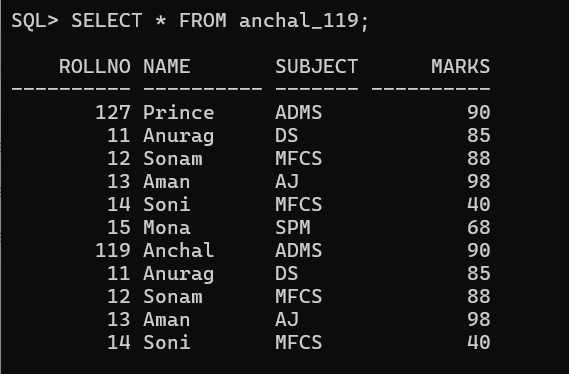 SQL> SELECT * FROM anchal_119;
    ROLLNO NAME       SUBJECT      MARKS
---------- ---------- ------- ----------
       127 Prince     ADMS            90
        11 Anurag     DS              85
        12 Sonam      MFCS            88
        13 Aman       AJ              98
        14 Soni       MFCS            40
        15 Mona       SPM             68
       119 Anchal     ADMS            90
        11 Anurag     DS              85
        12 Sonam      MFCS            88
        13 Aman       AJ              98
        14 Soni       MFCS            40